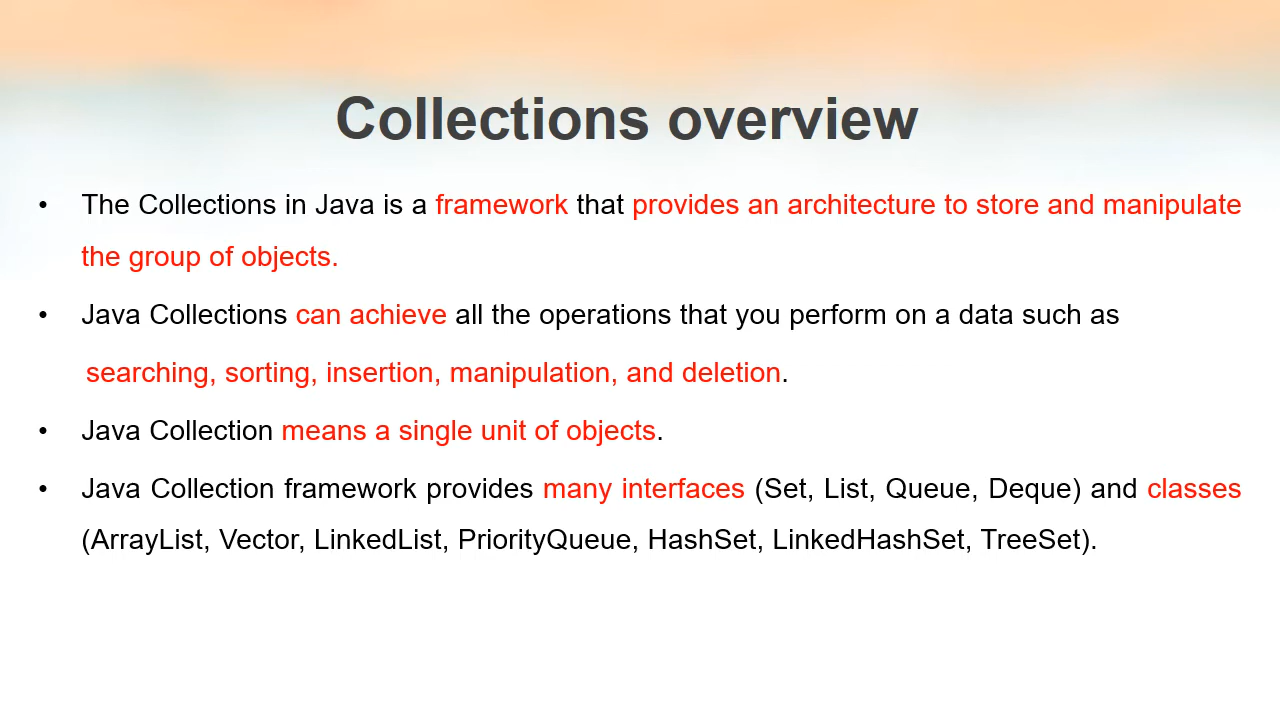 Collections overview
• The Collections in Java is a framework that provides an architecture to store and manipulate
the group of objects.
• Java Collections can achieve all the operations that you perform on a data such as
searching, sorting, insertion, manipulation, and deletion.
• Java Collection means a single unit of objects.
• Java Collection framework provides many interfaces (Set, List, Queue, Deque) and classes
(ArrayList, Vector, LinkedList, PriorityQueue, HashSet, LinkedHashSet, TreeSet).